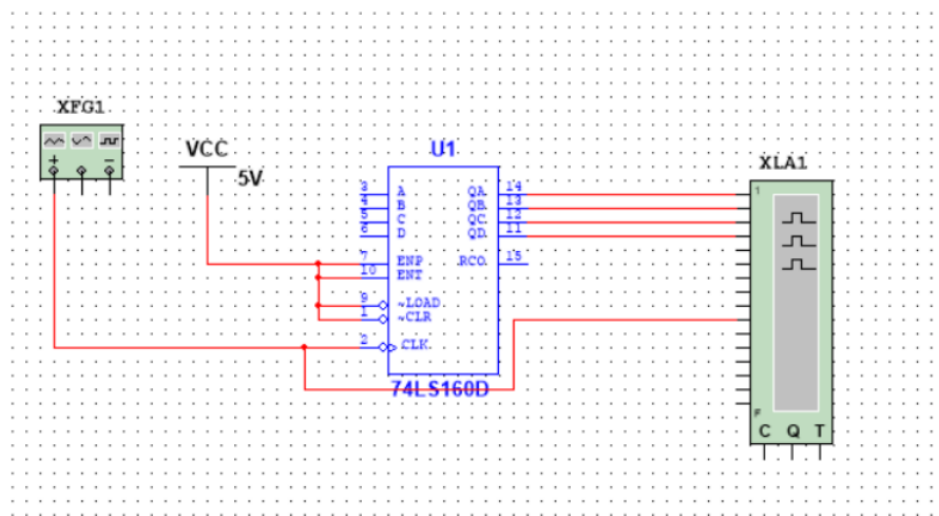 XFG1
+
−
VCC
5V
U1
XLA1
3 A QA 14
4 B QB 13
5 C QC 12
6 D QD 11
7 ENP RCO 15
10 ENT
9 ~LOAD
1 ~CLR
2 CLK
74LS160D
1
F
C Q T